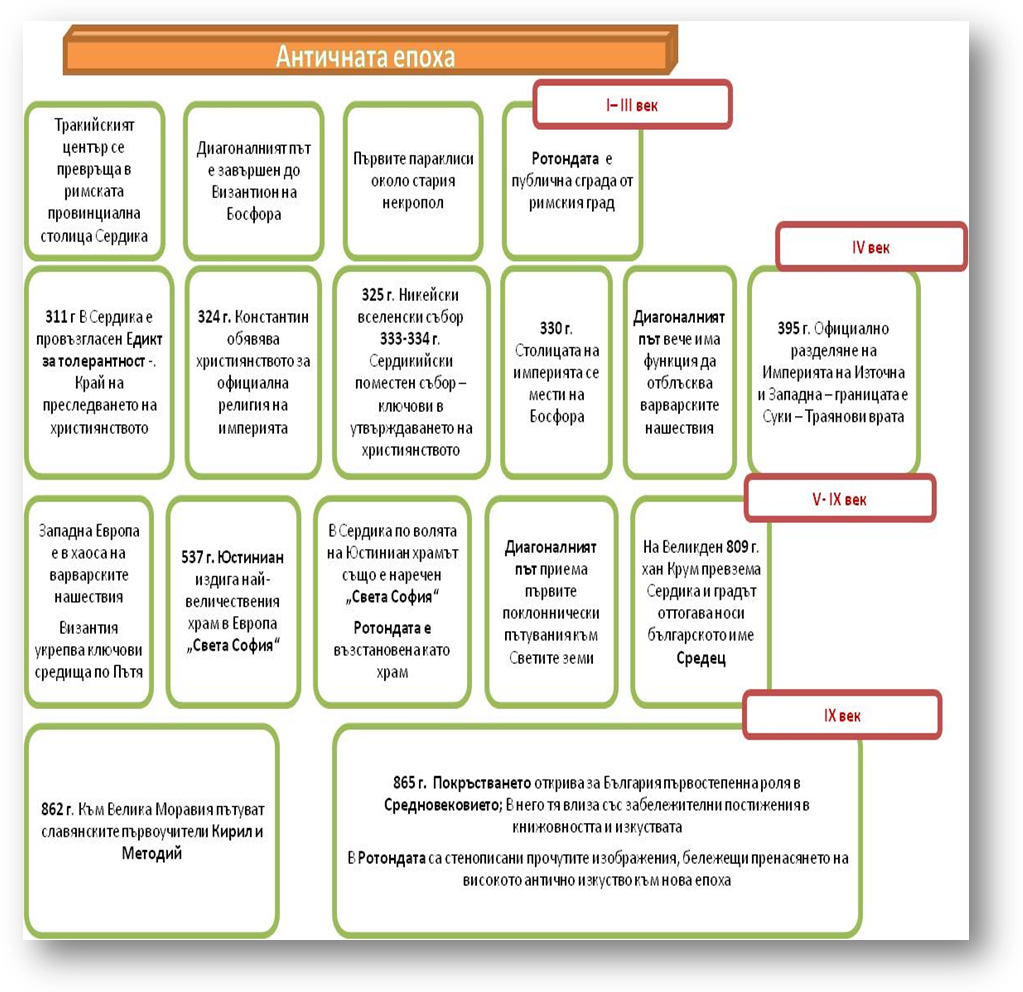 Античната епоха
I– III век
Тракийският
център се
превръща в
римската
провинциална
столица Сердика
Диагоналният път
е завършен до
Византион на
Босфора
Първите параклиси
около стария
некропол
Ротондата е
публична сграда от
римския град
IV век
311 г В Сердика е
провъзгласен Едикт
за толерантност -.
Край на
преследването на
християнството
324 г. Константин
обявява
християнството за
официална
религия на
империята
325 г. Никейски
вселенски събор
333-334 г.
Сердикийски
поместен събор –
ключови в
утвърждаването на
християнството
330 г.
Столицата на
империята се
мести на
Босфора
Диагоналният
път вече има
функция да
отблъсква
варварските
нашествия
395 г. Официално
разделяне на
Империята на Източна
и Западна – границата е
Суки – Траянови врата
V- IX век
Западна Европа
е в хаоса на
варварските
нашествия
Византия
укрепва ключови
средища по Пътя
537 г. Юстиниан
издига най-
величествения
храм в Европа
„Света София“
В Сердика по волята
на Юстиниан храмът
също е наречен
„Света София“
Ротондата е
възстановена като
храм
Диагоналният
път приема
първите
поклоннически
пътувания към
Светите земи
На Великден 809 г.
хан Крум превзема
Сердика и градът
оттогава носи
българското име
Средец
IX век
862 г. Към Велика Моравия пътуват
славянските първоучители Кирил и
Методий
865 г. Покръстването открива за България първостепенна роля в
Средновековието; В него тя влиза със забележителни постижения в
книжовността и изкуствата
В Ротондата са стенописани прочутите изображения, бележещи пренасянето на
високото антично изкуство към нова епоха